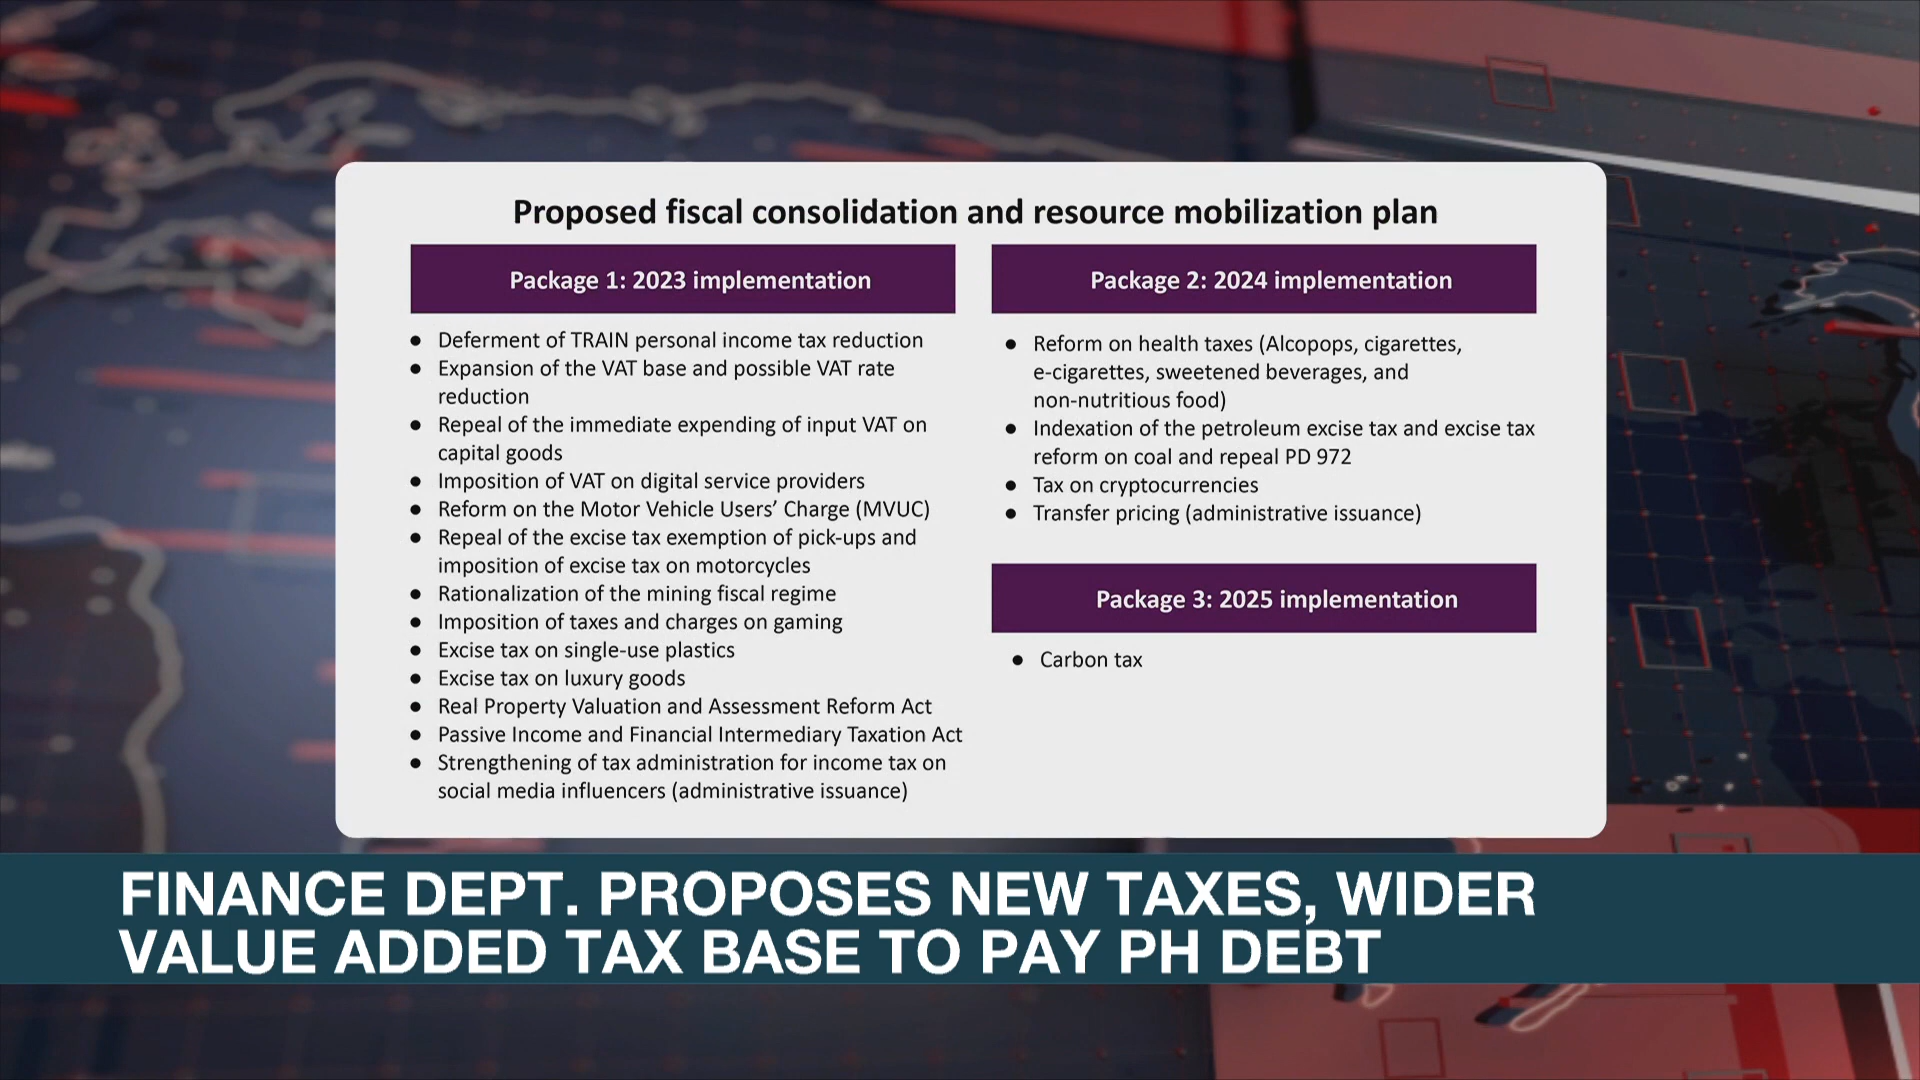 Proposed fiscal consolidation and resource mobilization plan
Package 1: 2023 implementation
● Deferment of TRAIN personal income tax reduction
● Expansion of the VAT base and possible VAT rate
reduction
● Repeal of the immediate expending of input VAT on
capital goods
● Imposition of VAT on digital service providers
● Reform on the Motor Vehicle Users’ Charge (MVUC)
● Repeal of the excise tax exemption of pick-ups and
imposition of excise tax on motorcycles
● Rationalization of the mining fiscal regime
● Imposition of taxes and charges on gaming
● Excise tax on single-use plastics
● Excise tax on luxury goods
● Real Property Valuation and Assessment Reform Act
● Passive Income and Financial Intermediary Taxation Act
● Strengthening of tax administration for income tax on
social media influencers (administrative issuance)
Package 2: 2024 implementation
● Reform on health taxes (Alcopops, cigarettes,
e-cigarettes, sweetened beverages, and
non-nutritious food)
● Indexation of the petroleum excise tax and excise tax
reform on coal and repeal PD 972
● Tax on cryptocurrencies
● Transfer pricing (administrative issuance)
Package 3: 2025 implementation
● Carbon tax
FINANCE DEPT. PROPOSES NEW TAXES, WIDER
VALUE ADDED TAX BASE TO PAY PH DEBT